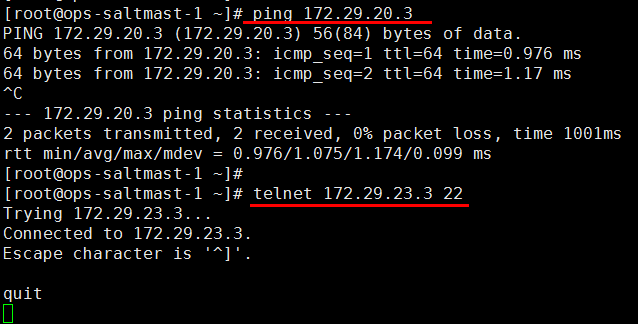 [root@ops-saltmast-1 ~]# ping 172.29.20.3
PING 172.29.20.3 (172.29.20.3) 56(84) bytes of data.
64 bytes from 172.29.20.3: icmp_seq=1 ttl=64 time=0.976 ms
64 bytes from 172.29.20.3: icmp_seq=2 ttl=64 time=1.17 ms
^C
--- 172.29.20.3 ping statistics ---
2 packets transmitted, 2 received, 0% packet loss, time 1001ms
rtt min/avg/max/mdev = 0.976/1.075/1.174/0.099 ms
[root@ops-saltmast-1 ~]#
[root@ops-saltmast-1 ~]# telnet 172.29.23.3 22
Trying 172.29.23.3...
Connected to 172.29.23.3.
Escape character is '^]'.
quit